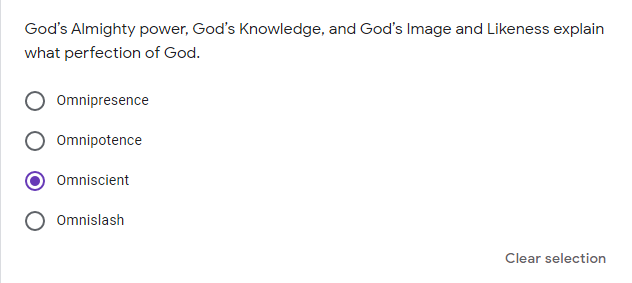 God’s Almighty power, God’s Knowledge, and God’s Image and Likeness explain
what perfection of God.
Omnipresence
Omnipotence
Omniscient
Omnislash
Clear selection